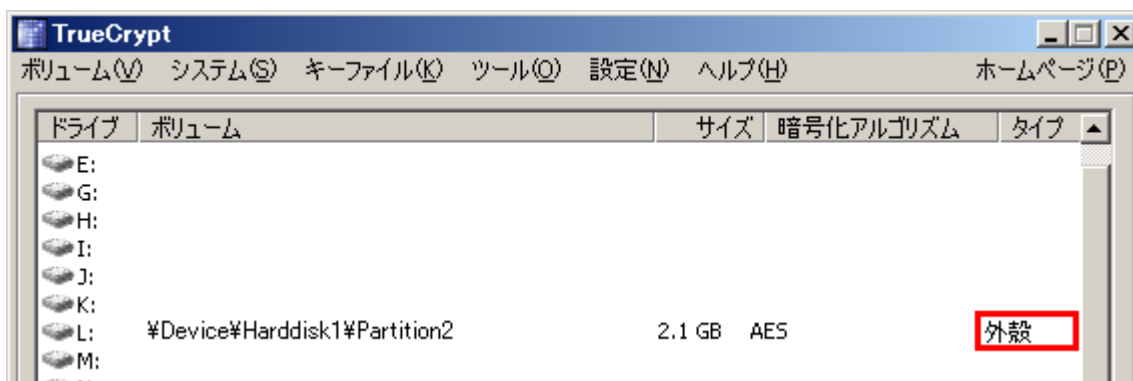 TrueCrypt
ボリューム(V) システム(S) キーファイル(K) ツール(O) 設定(N) ヘルプ(H) ホームページ(P)
ドライブ ボリューム サイズ 暗号化アルゴリズム タイプ
E:
G:
H:
I:
J:
K:
L: ¥Device¥Harddisk1¥Partition2 2.1 GB AES 外殻
M: